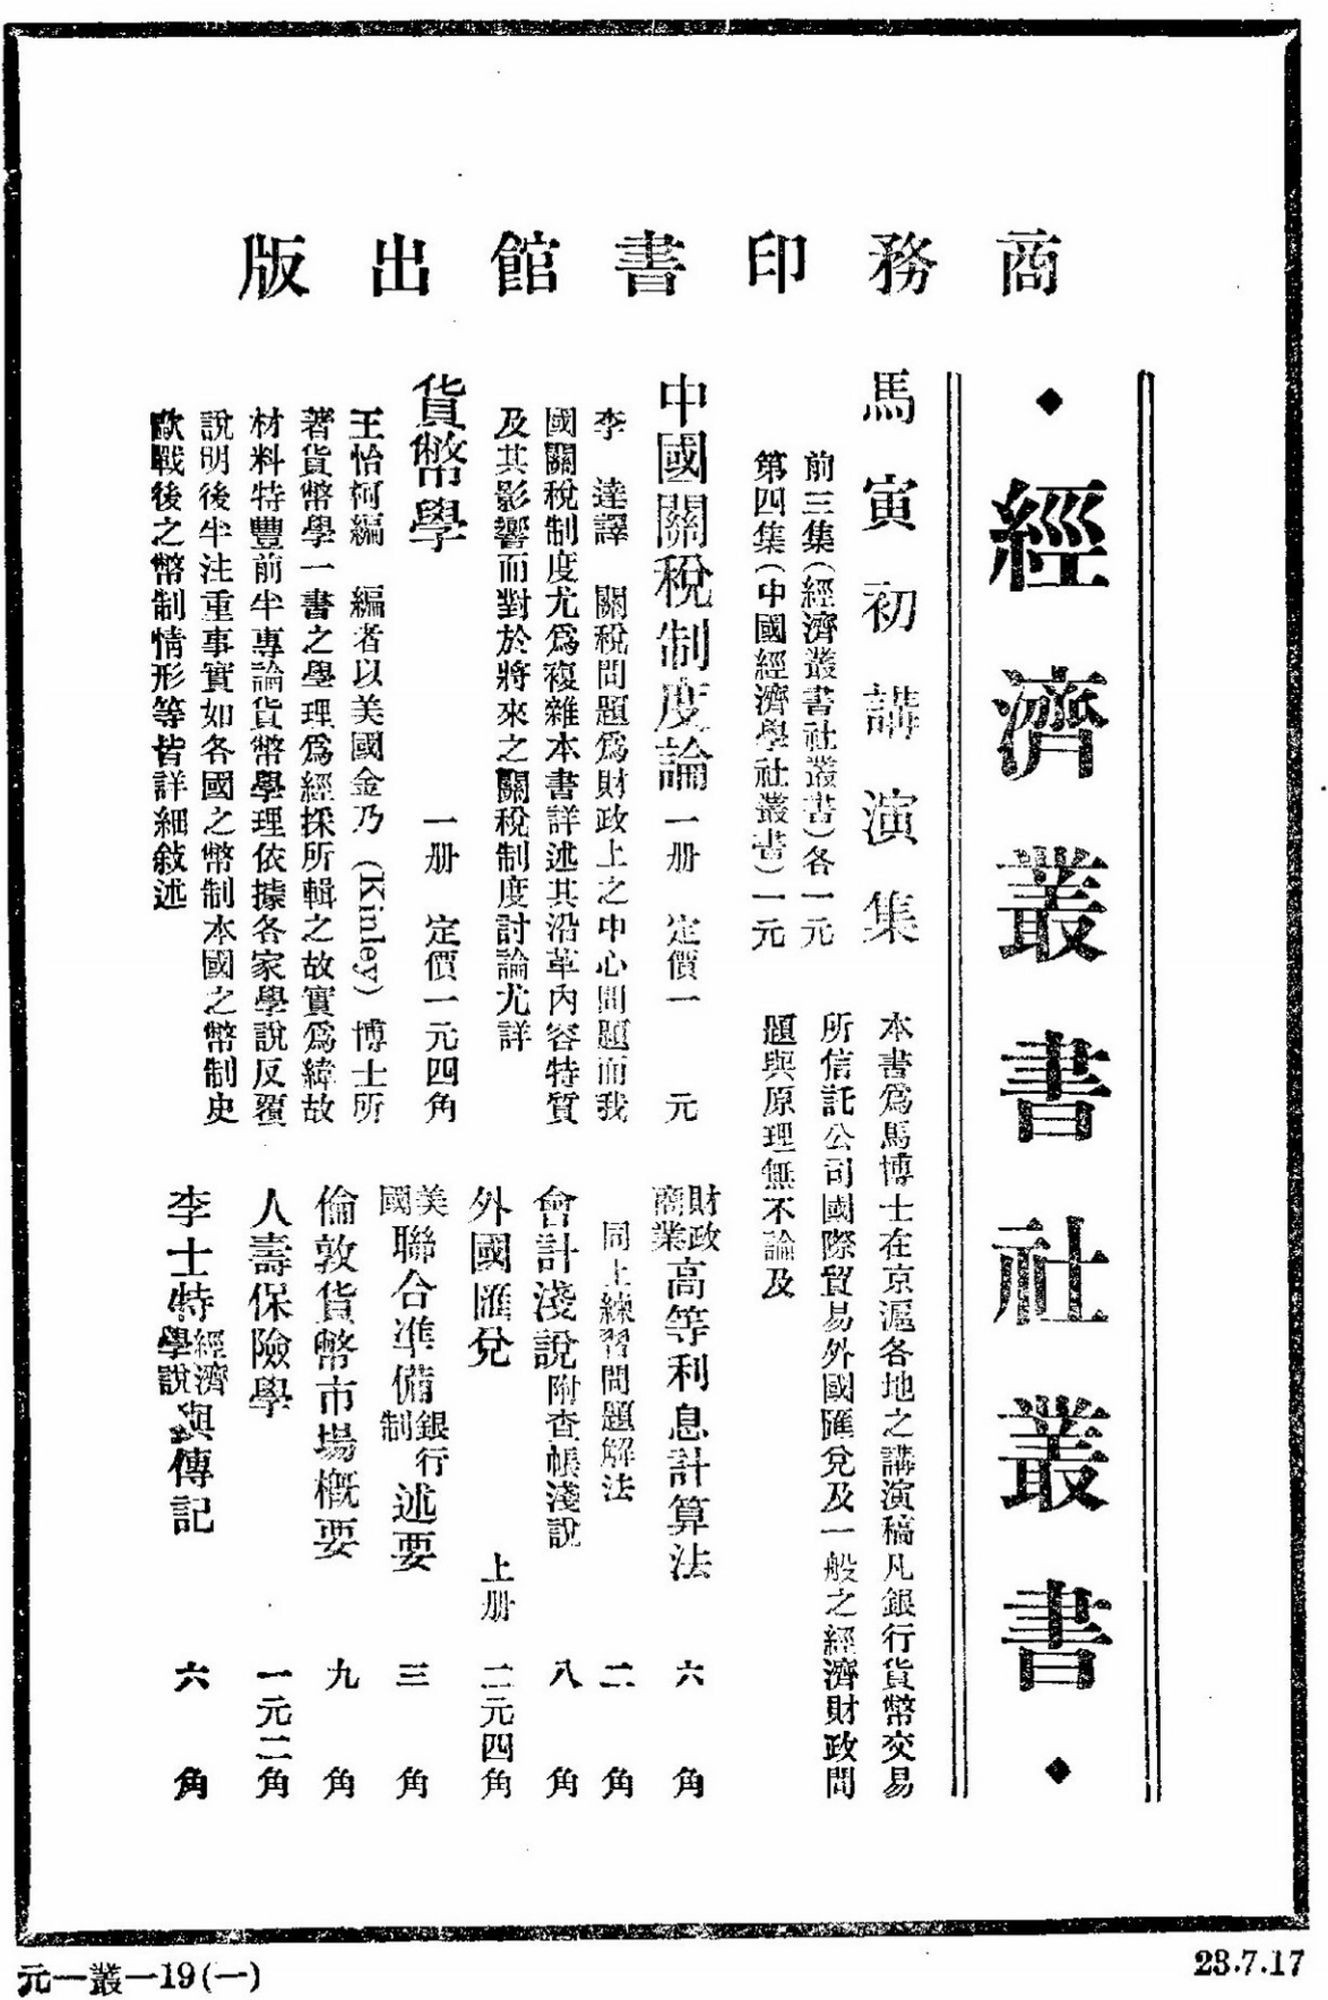 商務印書館出版
◆經濟叢書社叢書◆
馬寅初講演集
前三集(經濟叢書社叢書)各一元
第四集(中國經濟學社叢書)一元
本書爲馬博士在京滬各地之講演稿凡銀行貨幣交易
所信託公司國際貿易外國匯兌及一般之經濟財政問
題與原理無不論及
中國關稅制度論 一册 定價一 元
李 達譯 關稅問題爲財政上之中心問題而我
國關稅制度尤爲複雜本書詳述其沿革內容特質
及其影響而對於將來之關稅制度討論尤詳
貨幣學 一册 定價一元四角
王怡柯編 編者以美國金乃(Kinley)博士所
著貨幣學一書之學理爲經採所輯之故實爲緯故
材料特豐前半專論貨幣學理依據各家學說反覆
說明後半注重事實如各國之幣制本國之幣制史
歐戰後之幣制情形等皆詳細敍述
財政商業高等利息計算法 六角
同上練習問題解法 二角
會計淺說附查帳淺說 八角
外國匯兌 上册 二元四角
美國聯合準備銀行制述要 三角
倫敦貨幣市場概要 九角
人壽保險學 一元二角
李士特經濟學說與傳記 六角
元一叢一19(一)
23.7.17